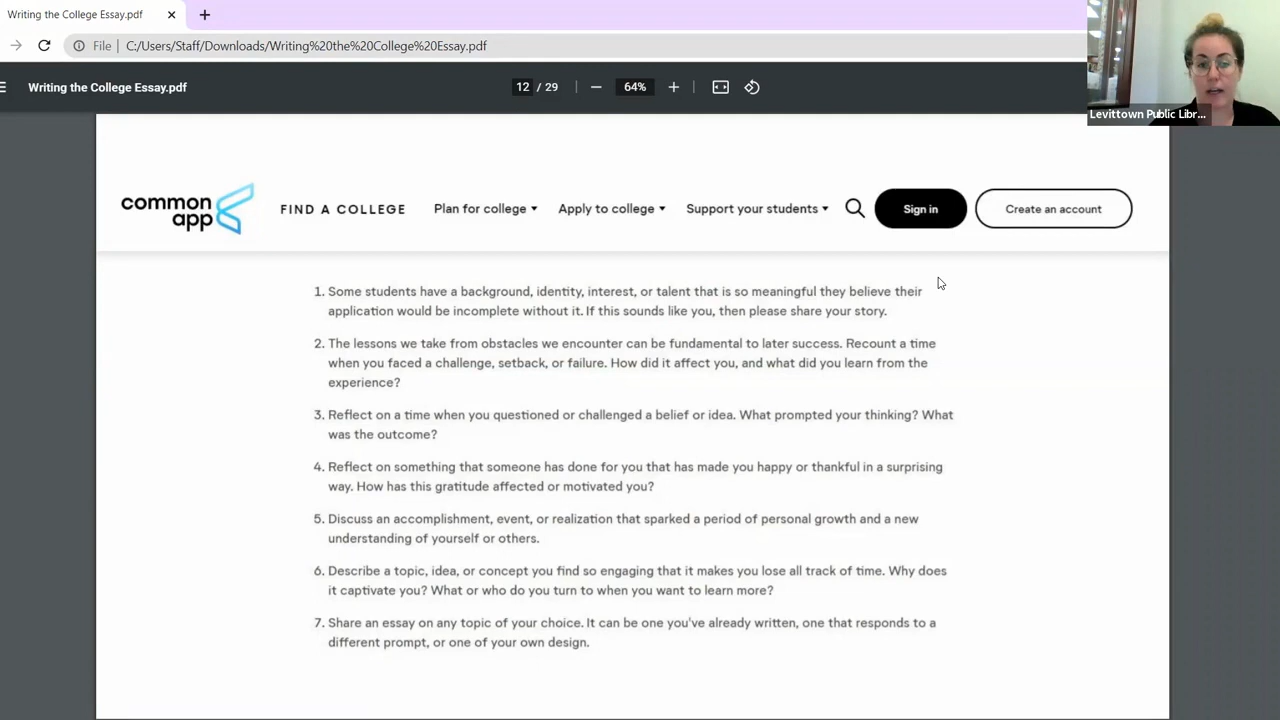 Writing the College Essay.pdf
File C:/Users/Staff/Downloads/Writing%20the%20College%20Essay.pdf
Writing the College Essay.pdf 12 / 29 64%
Levittown Public Libr...
common app FIND A COLLEGE Plan for college Apply to college Support your students Sign in Create an account
1. Some students have a background, identity, interest, or talent that is so meaningful they believe their
application would be incomplete without it. If this sounds like you, then please share your story.
2. The lessons we take from obstacles we encounter can be fundamental to later success. Recount a time
when you faced a challenge, setback, or failure. How did it affect you, and what did you learn from the
experience?
3. Reflect on a time when you questioned or challenged a belief or idea. What prompted your thinking? What
was the outcome?
4. Reflect on something that someone has done for you that has made you happy or thankful in a surprising
way. How has this gratitude affected or motivated you?
5. Discuss an accomplishment, event, or realization that sparked a period of personal growth and a new
understanding of yourself or others.
6. Describe a topic, idea, or concept you find so engaging that it makes you lose all track of time. Why does
it captivate you? What or who do you turn to when you want to learn more?
7. Share an essay on any topic of your choice. It can be one you've already written, one that responds to a
different prompt, or one of your own design.